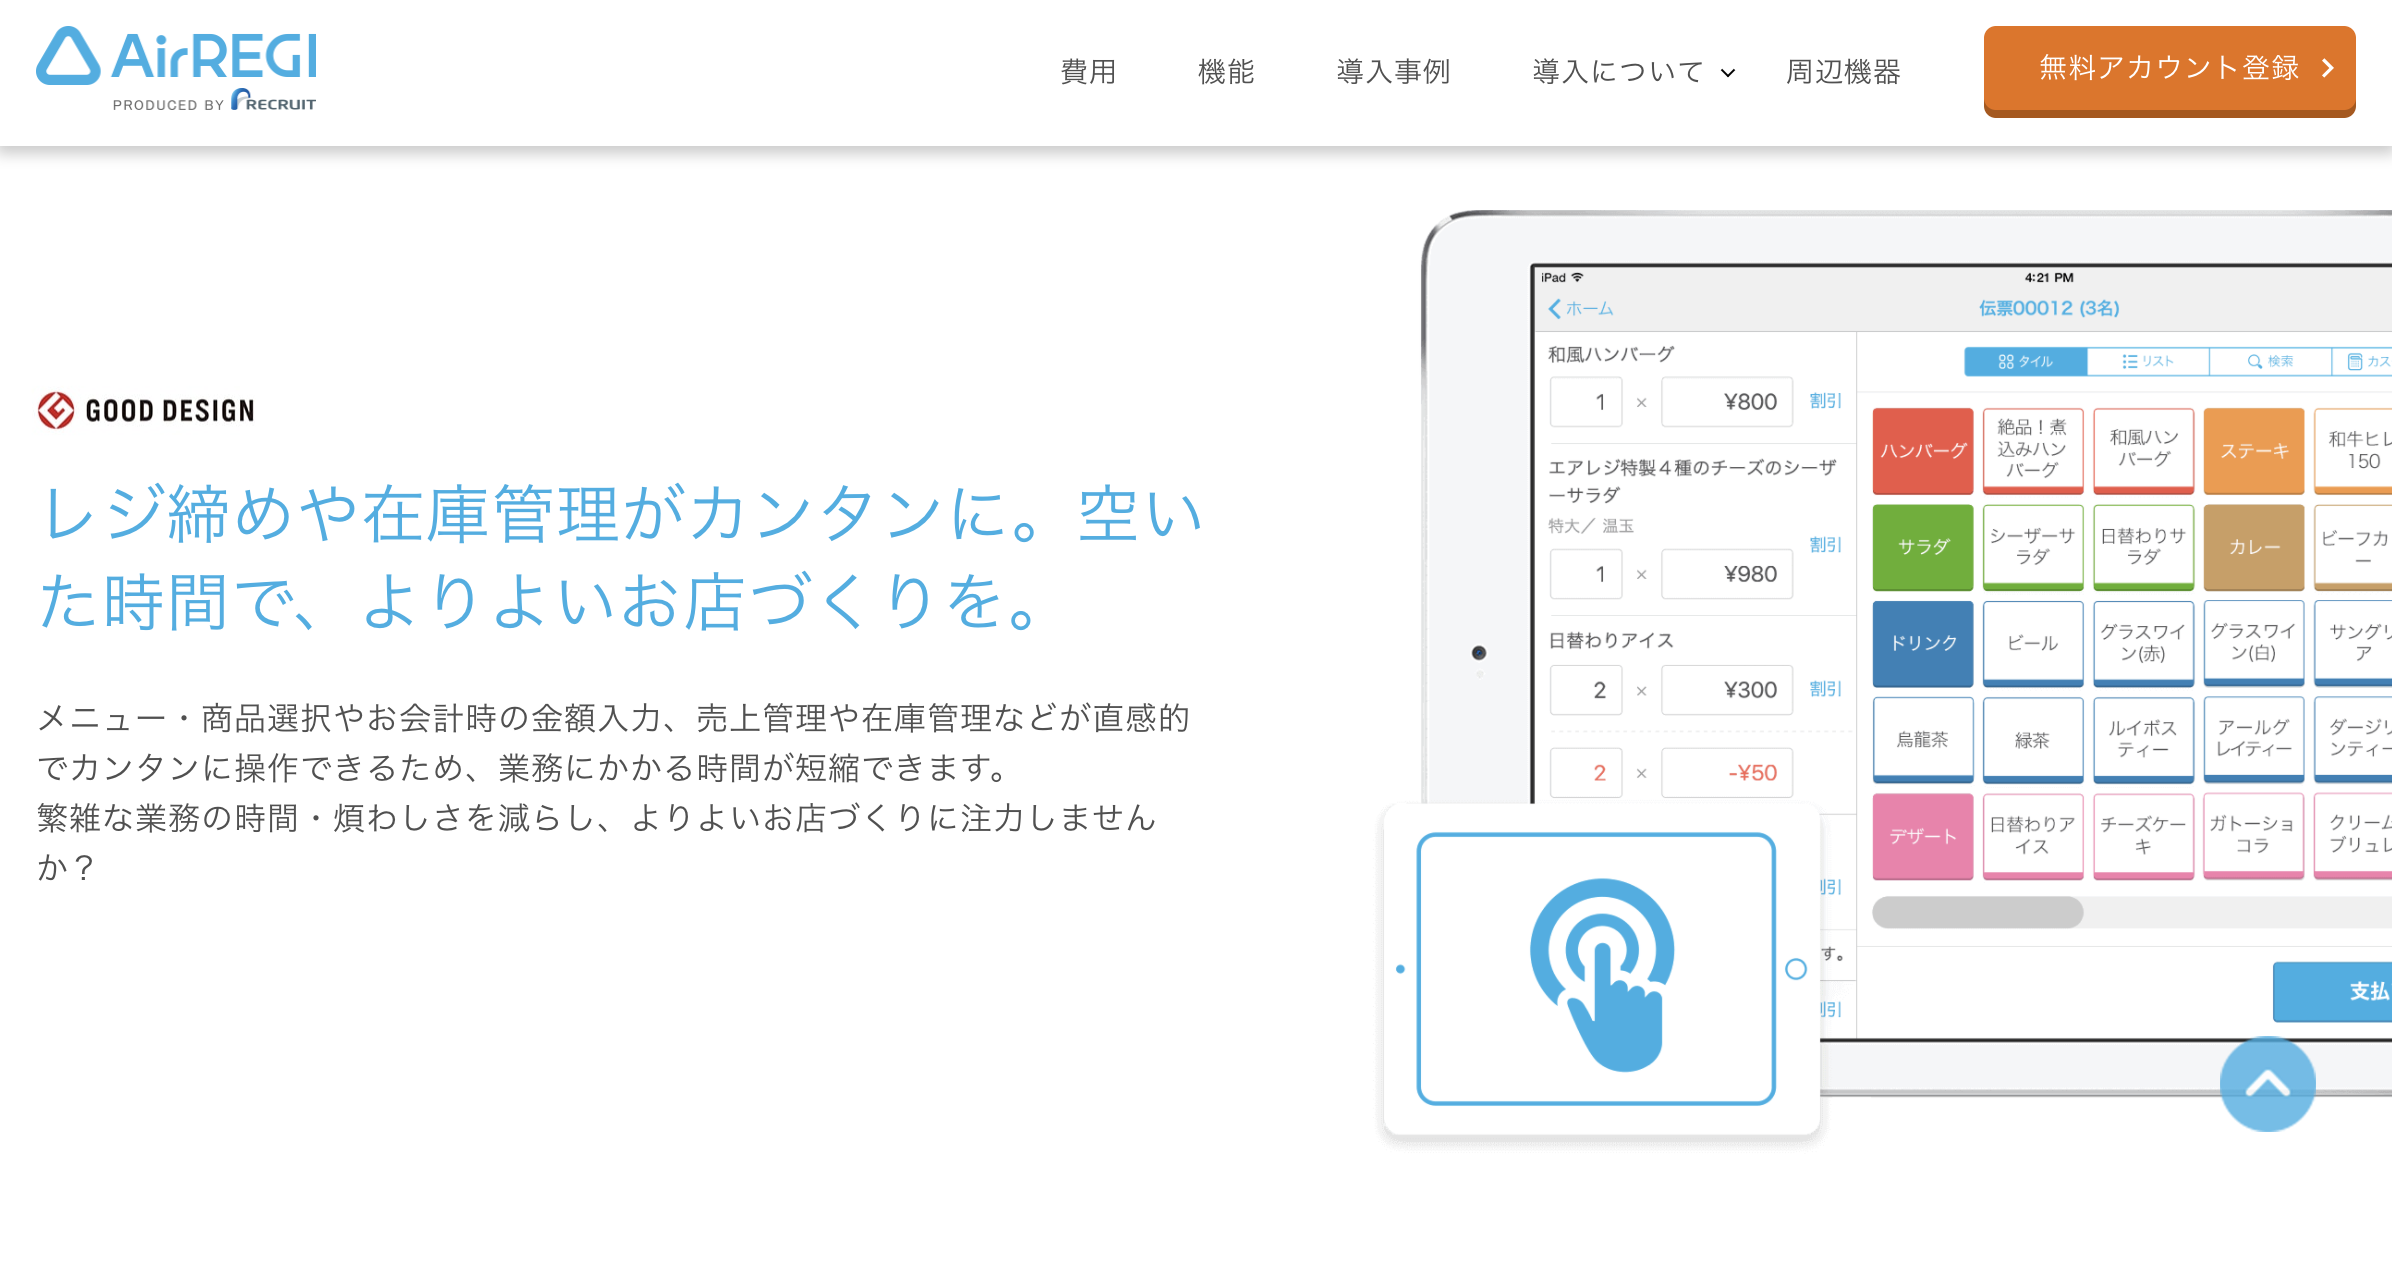 AirREGI
PRODUCED BY RECRUIT
費用
機能
導入事例
導入について
周辺機器
無料アカウント登録
GOOD DESIGN
レジ締めや在庫管理がカンタンに。空い
た時間で、よりよいお店づくりを。
メニュー・商品選択やお会計時の金額入力、売上管理や在庫管理などが直感的
でカンタンに操作できるため、業務にかかる時間が短縮できます。
繁雑な業務の時間・煩わしさを減らし、よりよいお店づくりに注力しません
か？
iPad
4:21 PM
ホーム
伝票00012 (3名)
和風ハンバーグ
1 × ¥800 割引
エアレジ特製４種のチーズのシーザ
ーサラダ
特大／ 温玉
割引
1 × ¥980
日替わりアイス
2 × ¥300 割引
2 × -¥50
割引
す。
割引
タイル
リスト
検索
カス
ハンバーグ
絶品！煮
込みハン
バーグ
和風ハン
バーグ
ステーキ
和牛ヒレ
150
サラダ
シーザーサ
ラダ
日替わりサ
ラダ
カレー
ビーフカ
ー
ドリンク
ビール
グラスワイ
ン(赤)
グラスワイ
ン(白)
サングリ
ア
烏龍茶
緑茶
ルイボス
ティー
アールグ
レイティー
ダージリ
ンティー
デザート
日替わりア
イス
チーズケー
キ
ガトーショ
コラ
クリーム
ブリュレ
支払